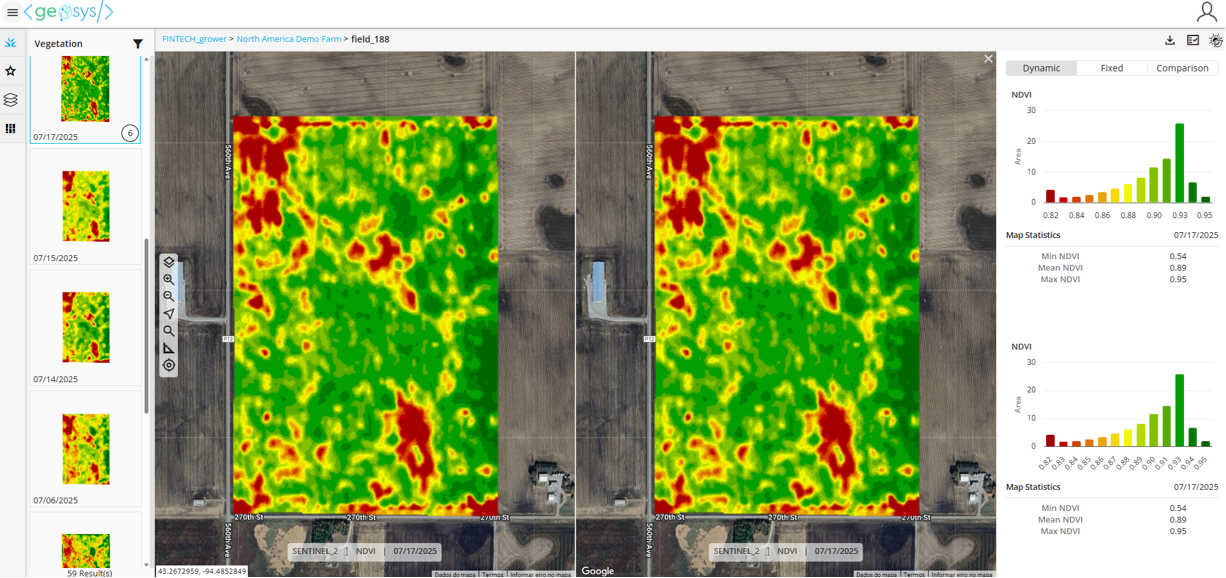 <geosys/>
Vegetation
07/17/2025
6
07/15/2025
07/14/2025
07/06/2025
59 Result(s)
FINTECH_grower > North America Demo Farm > field_188
560th Ave
P12
270th St
270th St
270th St
560th Ave
SENTINEL_2 | NDVI | 07/17/2025
43.2672959, -94.4852849
Dados do mapa
Termos
Informar erro no mapa
560th Ave
P12
270th St
270th St
270th St
560th Ave
SENTINEL_2 | NDVI | 07/17/2025
Google
Dados do mapa
Termos
Informar erro no mapa
Dynamic
Fixed
Comparison
NDVI
Area
30
20
10
0
0.82 0.84 0.86 0.88 0.90 0.93 0.95
Map Statistics 07/17/2025
Min NDVI 0.54
Mean NDVI 0.89
Max NDVI 0.95
NDVI
Area
30
20
10
0
0.82 0.83 0.84 0.85 0.86 0.87 0.88 0.89 0.90 0.91 0.93 0.94 0.95
Map Statistics 07/17/2025
Min NDVI 0.54
Mean NDVI 0.89
Max NDVI 0.95